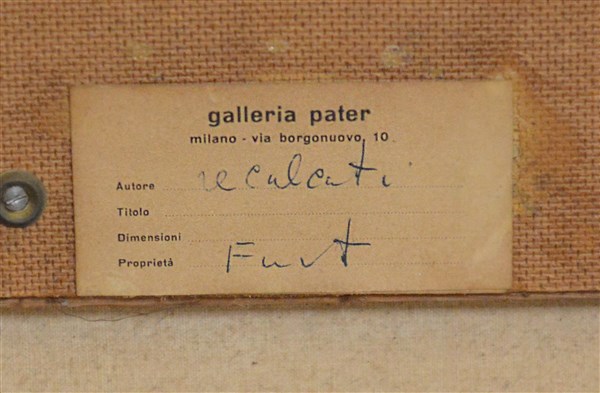 galleria pater
milano - via borgonuovo, 10
Autore recalcati
Titolo
Dimensioni
Proprietà